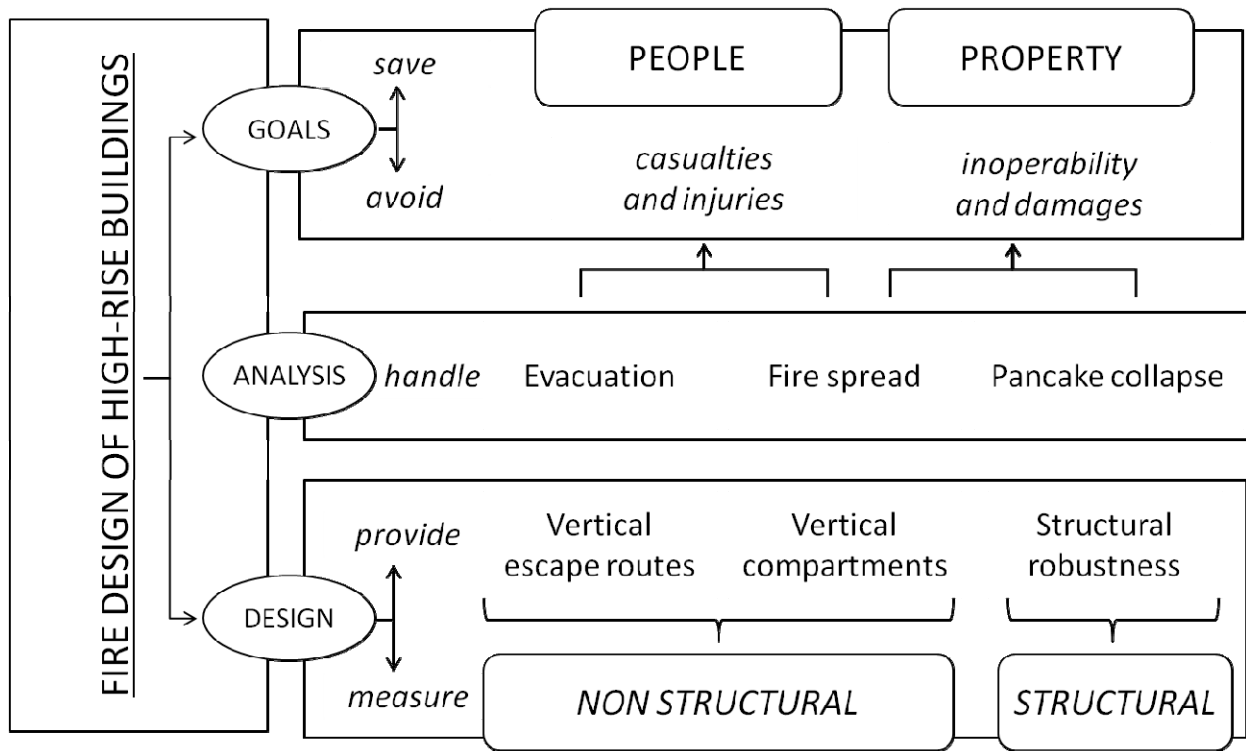 FIRE DESIGN OF HIGH-RISE BUILDINGS
GOALS
save
avoid
PEOPLE
PROPERTY
casualties
and injuries
inoperability
and damages
ANALYSIS
handle
Evacuation
Fire spread
Pancake collapse
DESIGN
provide
measure
Vertical
escape routes
Vertical
compartments
Structural
robustness
NON STRUCTURAL
STRUCTURAL